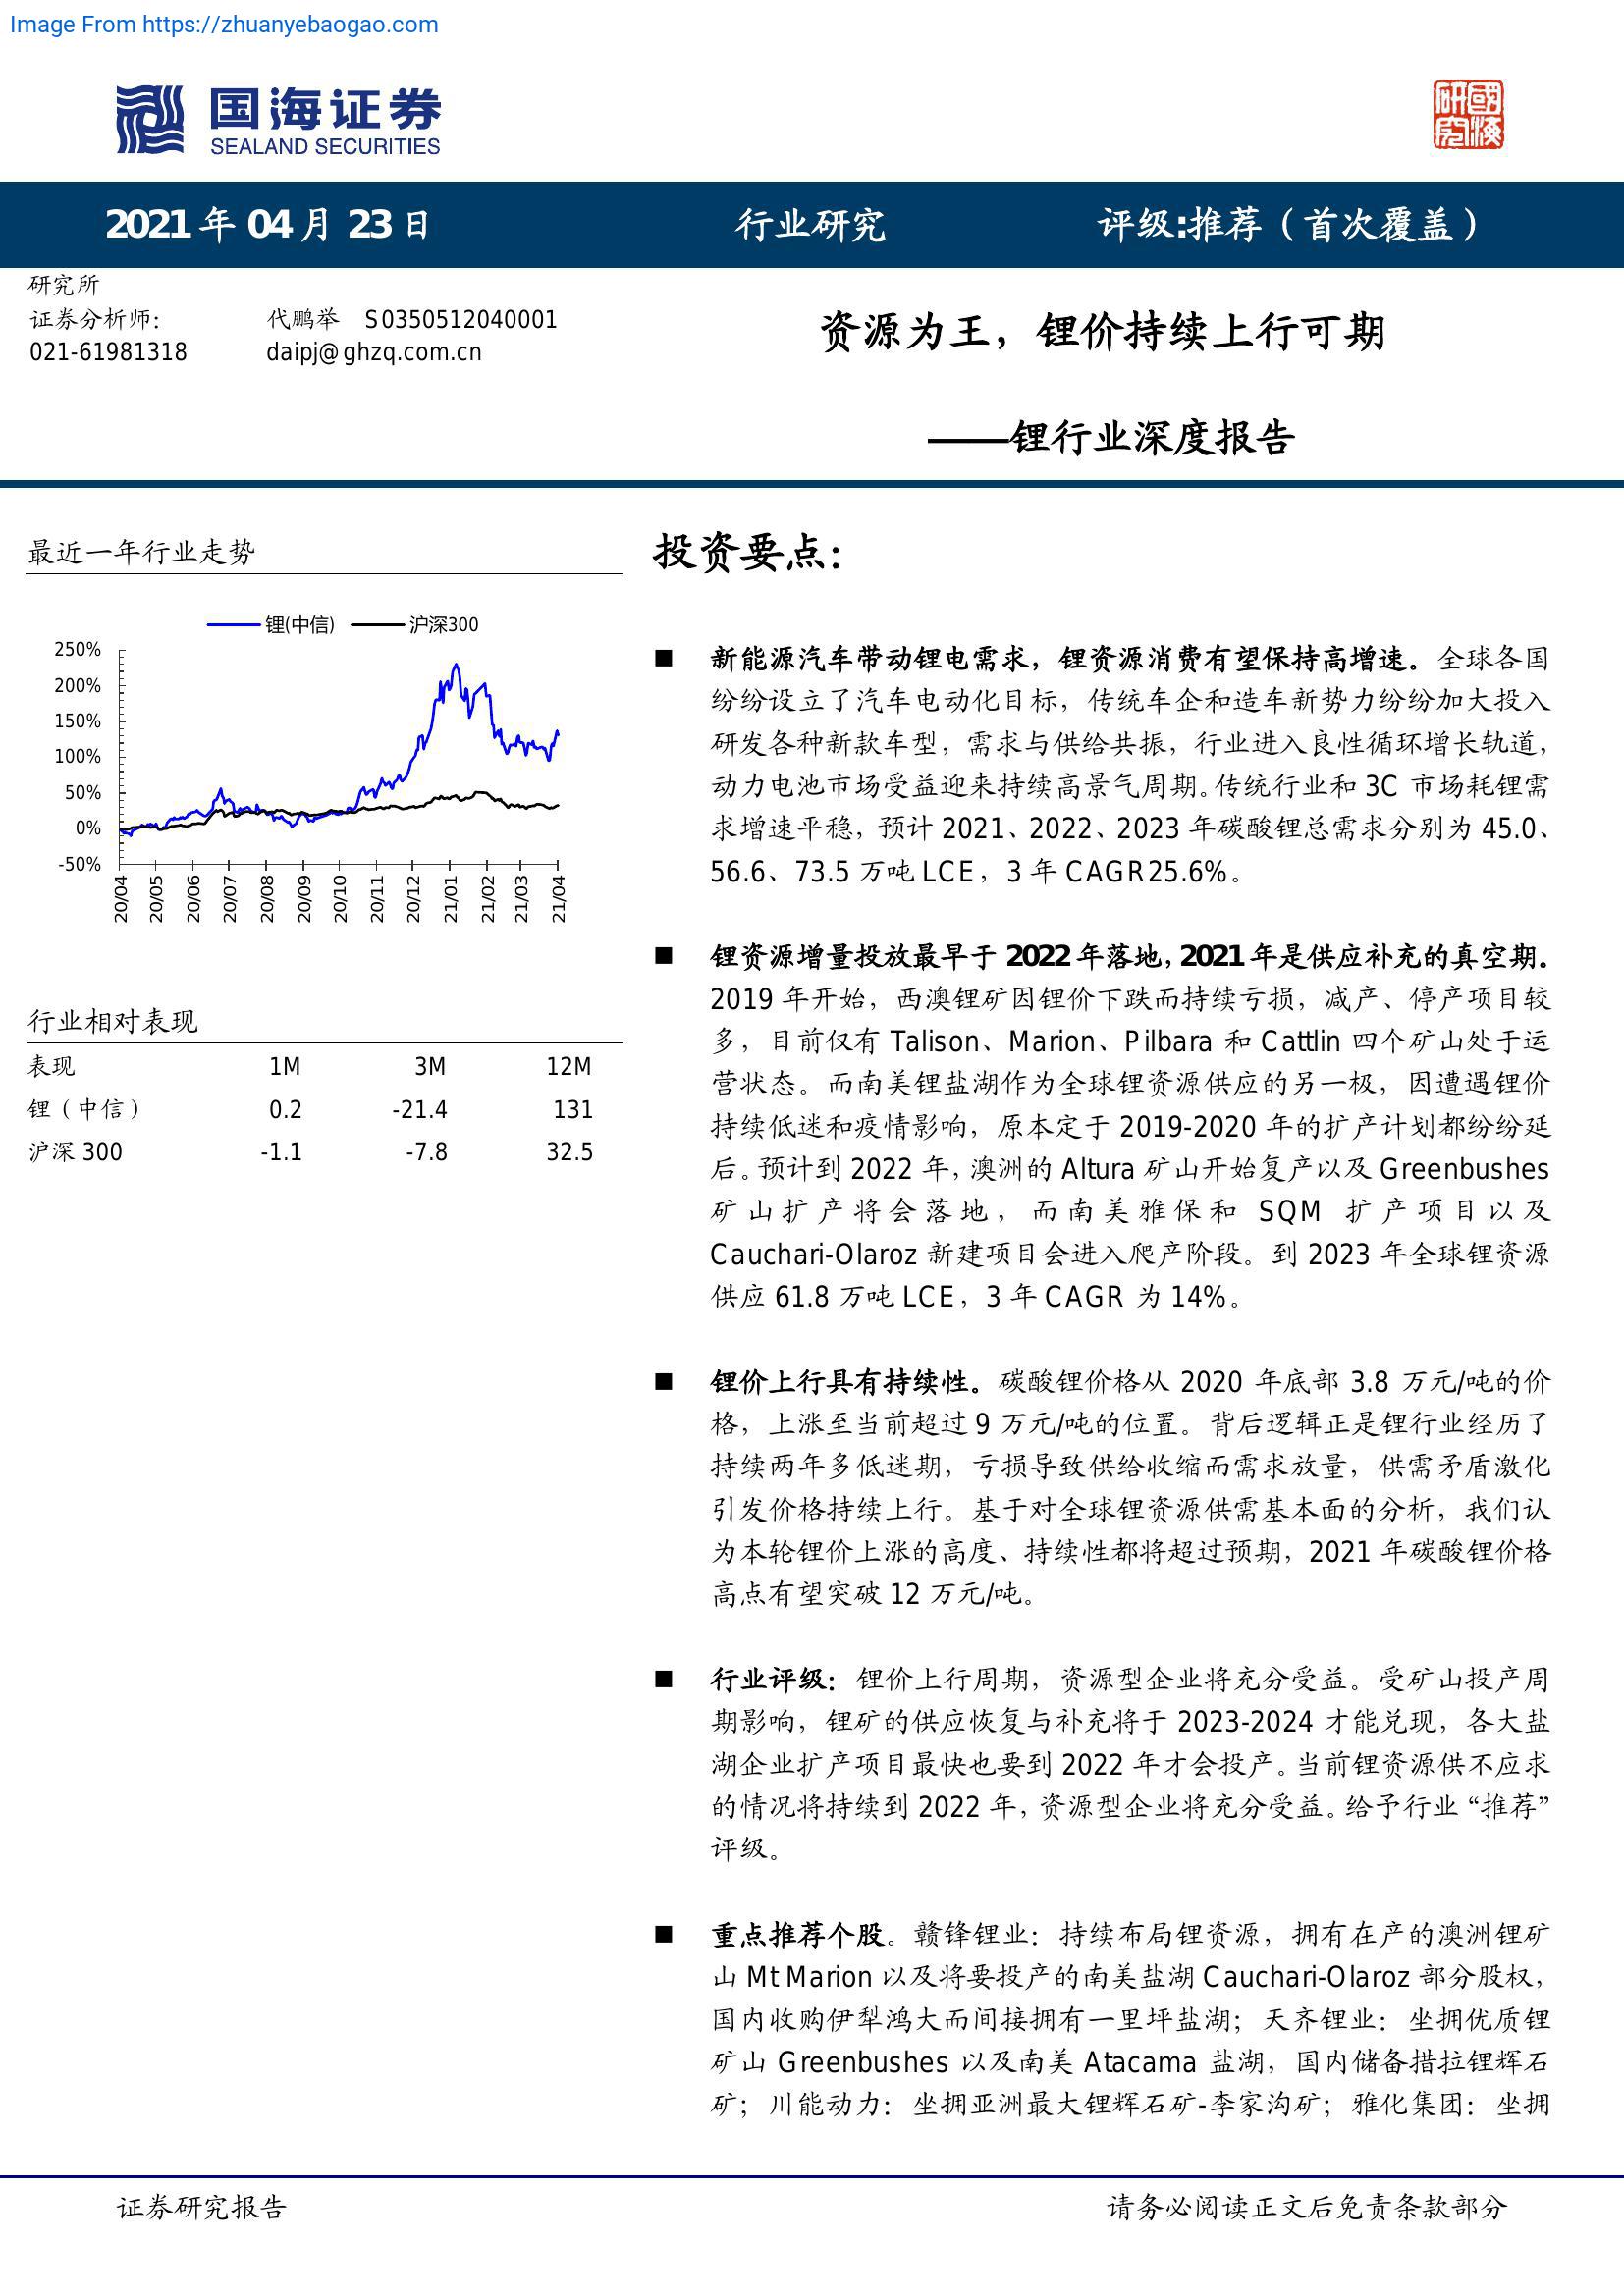 Image From https://zhuanyebaogao.com
国海证券
SEALAND SECURITIES
國海研究
2021 年 04 月 23 日
行业研究
评级:推荐（首次覆盖）
研究所
证券分析师：
代鹏举 S0350512040001
021-61981318
daipj@ghzq.com.cn
资源为王，锂价持续上行可期
——锂行业深度报告
最近一年行业走势
锂(中信)
沪深300
250%
200%
150%
100%
50%
0%
-50%
20/04
20/05
20/06
20/07
20/08
20/09
20/10
20/11
20/12
21/01
21/02
21/03
21/04
行业相对表现
表现 1M 3M 12M
锂（中信） 0.2 -21.4 131
沪深 300 -1.1 -7.8 32.5
投资要点：
■ 新能源汽车带动锂电需求，锂资源消费有望保持高增速。全球各国
纷纷设立了汽车电动化目标，传统车企和造车新势力纷纷加大投入
研发各种新款车型，需求与供给共振，行业进入良性循环增长轨道，
动力电池市场受益迎来持续高景气周期。传统行业和 3C 市场耗锂需
求增速平稳，预计 2021、2022、2023 年碳酸锂总需求分别为 45.0、
56.6、73.5 万吨 LCE，3 年 CAGR25.6%。
■ 锂资源增量投放最早于 2022 年落地，2021 年是供应补充的真空期。
2019 年开始，西澳锂矿因锂价下跌而持续亏损，减产、停产项目较
多，目前仅有 Talison、Marion、Pilbara 和 Cattlin 四个矿山处于运
营状态。而南美锂盐湖作为全球锂资源供应的另一极，因遭遇锂价
持续低迷和疫情影响，原本定于 2019-2020 年的扩产计划都纷纷延
后。预计到 2022 年，澳洲的 Altura 矿山开始复产以及 Greenbushes
矿山扩产将会落地，而南美雅保和 SQM 扩产项目以及
Cauchari-Olaroz 新建项目会进入爬产阶段。到 2023 年全球锂资源
供应 61.8 万吨 LCE，3 年 CAGR 为 14%。
■ 锂价上行具有持续性。碳酸锂价格从 2020 年底部 3.8 万元/吨的价
格，上涨至当前超过 9 万元/吨的位置。背后逻辑正是锂行业经历了
持续两年多低迷期，亏损导致供给收缩而需求放量，供需矛盾激化
引发价格持续上行。基于对全球锂资源供需基本面的分析，我们认
为本轮锂价上涨的高度、持续性都将超过预期，2021 年碳酸锂价格
高点有望突破 12 万元/吨。
■ 行业评级：锂价上行周期，资源型企业将充分受益。受矿山投产周
期影响，锂矿的供应恢复与补充将于 2023-2024 才能兑现，各大盐
湖企业扩产项目最快也要到 2022 年才会投产。当前锂资源供不应求
的情况将持续到 2022 年，资源型企业将充分受益。给予行业“推荐”
评级。
■ 重点推荐个股。赣锋锂业：持续布局锂资源，拥有在产的澳洲锂矿
山 Mt Marion 以及将要投产的南美盐湖 Cauchari-Olaroz 部分股权，
国内收购伊犁鸿大而间接拥有一里坪盐湖；天齐锂业：坐拥优质锂
矿山 Greenbushes 以及南美 Atacama 盐湖，国内储备措拉锂辉石
矿；川能动力：坐拥亚洲最大锂辉石矿-李家沟矿；雅化集团：坐拥
证券研究报告
请务必阅读正文后免责条款部分